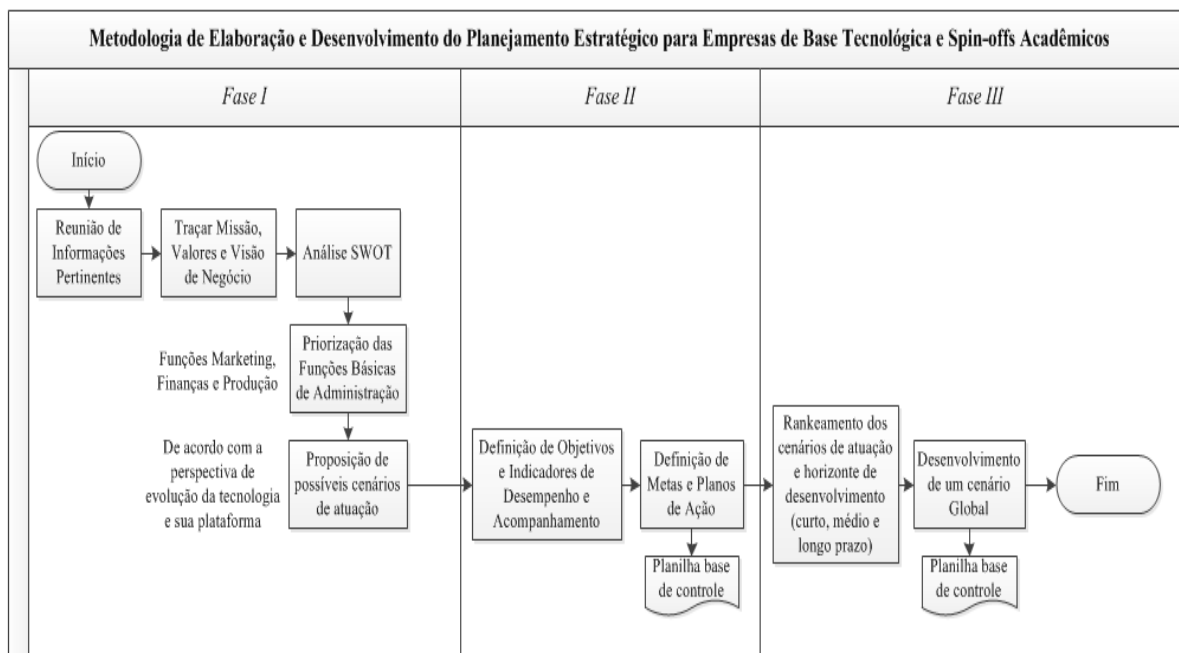 Metodologia de Elaboração e Desenvolvimento do Planejamento Estratégico para Empresas de Base Tecnológica e Spin-offs Acadêmicos
Fase I
Fase II
Fase III
Início
Reunião de
Informações
Pertinentes
Traçar Missão,
Valores e Visão
de Negócio
Análise SWOT
Funções Marketing,
Finanças e Produção
Priorização das
Funções Básicas
de Administração
De acordo com a
perspectiva de
evolução da tecnologia
e sua plataforma
Proposição de
possíveis cenários
de atuação
Definição de Objetivos
e Indicadores de
Desempenho e
Acompanhamento
Definição de
Metas e Planos
de Ação
Planilha base
de controle
Rankeamento dos
cenários de atuação
e horizonte de
desenvolvimento
(curto, médio e
longo prazo)
Desenvolvimento
de um cenário
Global
Planilha base
de controle
Fim